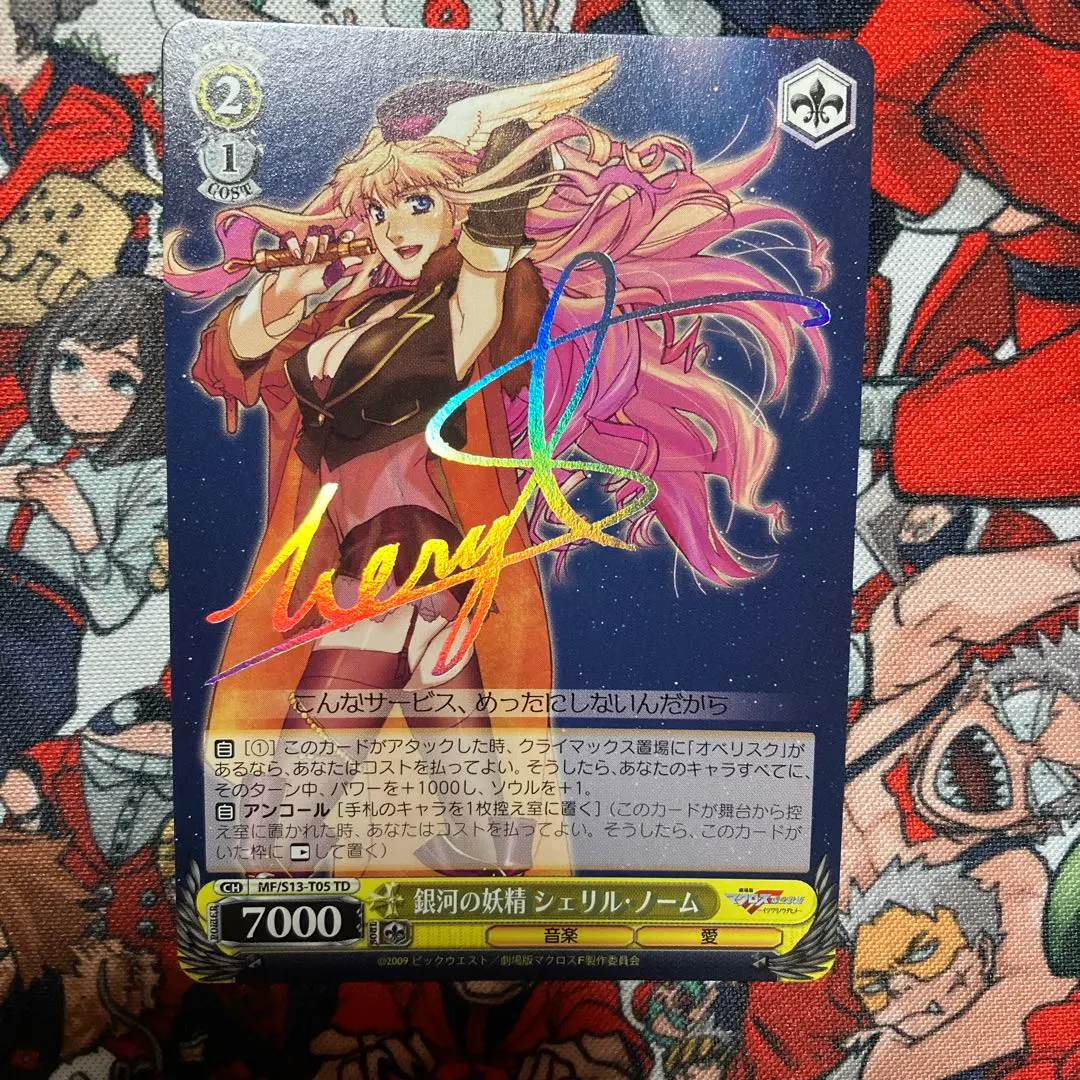 2
1
COST
こんなサービス、めったにしないんだから
自 [①] このカードがアタックした時、クライマックス置場に「オベリスク」が
あるなら、あなたはコストを払ってよい。そうしたら、あなたのキャラすべてに、
そのターン中、パワーを+1000し、ソウルを+1。
自 アンコール [手札のキャラを1枚控え室に置く] (このカードが舞台から控
え室に置かれた時、あなたはコストを払ってよい。そうしたら、このカードが
いた枠に して置く)
CH MF/S13-T05 TD
POWER 7000 SOUL 銀河の妖精 シェリル・ノーム
劇場版 マクロスF
音楽 愛
©2009 ビックウエスト/劇場版マクロスF製作委員会